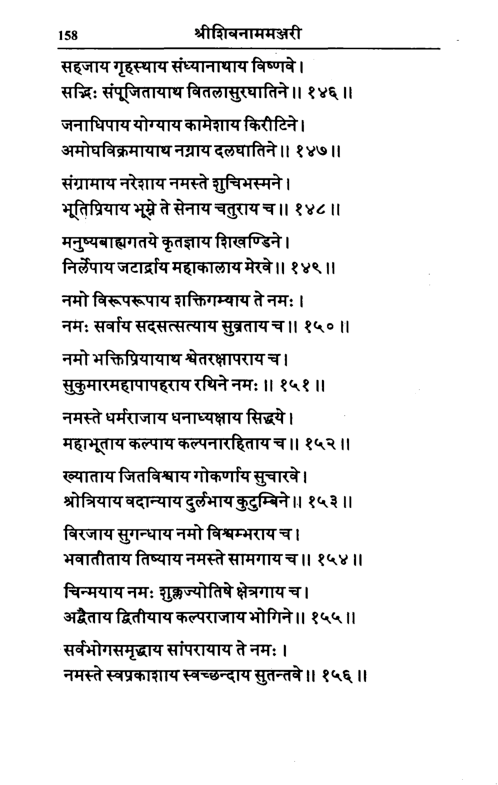 158
श्रीशिवनाममञ्जरी
सहजाय गृहस्थाय संध्यानाथाय विष्णवे।
सद्भिः संपूजितायाथ वितलासुरघातिने॥ १४६॥
जनाधिपाय योग्याय कामेशाय किरीटिने।
अमोघविक्रमायाथ नग्नाय दलघातिने॥ १४७॥
संग्रामाय नरेशाय नमस्ते शुचिभस्मने।
भूतिप्रियाय भूम्ने ते सेनाय चतुराय च॥ १४८॥
मनुष्यबाह्यगतये कृतज्ञाय शिखण्डिने।
निर्लेपाय जटार्द्राय महाकालाय मेरवे॥ १४९॥
नमो विरूपरूपाय शक्तिगम्याय ते नमः।
नमः सर्वाय सदसत्सत्याय सुव्रताय च॥ १५०॥
नमो भक्तिप्रियायाथ श्वेतरक्षापराय च।
सुकुमारमहापापहराय रथिने नमः॥ १५१॥
नमस्ते धर्मराजाय धनाध्यक्षाय सिद्धये।
महाभूताय कल्पाय कल्पनारहिताय च॥ १५२॥
ख्याताय जितविश्वाय गोकर्णाय सुचारवे।
श्रोत्रियाय वदान्याय दुर्लभाय कुटुम्बिने॥ १५३॥
विरजाय सुगन्धाय नमो विश्वम्भराय च।
भवातीताय तिष्याय नमस्ते सामगाय च॥ १५४॥
चिन्मयाय नमः शुक्लज्योतिषे क्षेत्रगाय च।
अद्वैताय द्वितीयाय कल्पराजाय भोगिने॥ १५५॥
सर्वभोगसमृद्धाय सांपरायाय ते नमः।
नमस्ते स्वप्रकाशाय स्वच्छन्दाय सुतन्तवे॥ १५६॥